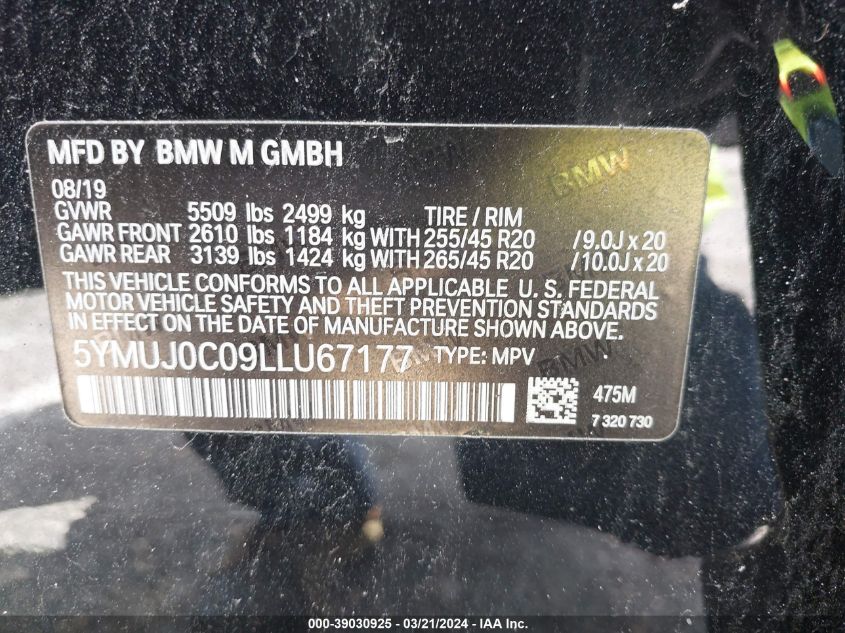 MFD BY BMW M GMBH
BMW
08/19
GVWR 5509 lbs 2499 kg TIRE / RIM
GAWR FRONT 2610 lbs 1184 kg WITH 255/45 R20 /9.0J x 20
GAWR REAR 3139 lbs 1424 kg WITH 265/45 R20 /10.0J x 20
THIS VEHICLE CONFORMS TO ALL APPLICABLE U. S. FEDERAL
MOTOR VEHICLE SAFETY AND THEFT PREVENTION STANDARDS
IN EFFECT ON THE DATE OF MANUFACTURE SHOWN ABOVE.
5YMUJ0C09LLU67177 TYPE: MPV
475M
7 320 730
000-39030925 - 03/21/2024 - IAA Inc.